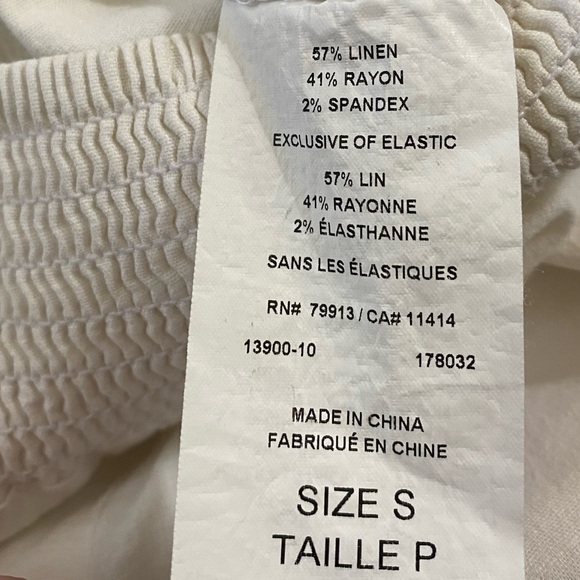 57% LINEN
41% RAYON
2% SPANDEX
EXCLUSIVE OF ELASTIC
57% LIN
41% RAYONNE
2% ÉLASTHANNE
SANS LES ÉLASTIQUES
RN# 79913 / CA# 11414
13900-10 178032
MADE IN CHINA
FABRIQUÉ EN CHINE
SIZE S
TAILLE P